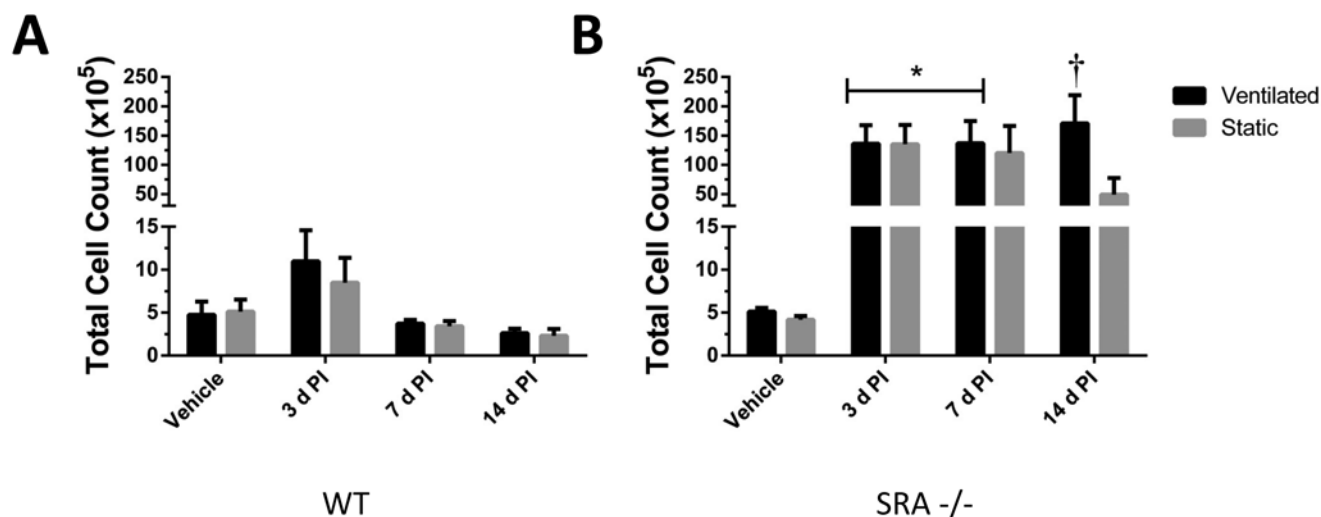 A
Total Cell Count (x10⁵)
250
200
150
100
50
15
10
5
0
Vehicle
3 d PI
7 d PI
14 d PI
WT
B
Total Cell Count (x10⁵)
250
200
150
100
50
15
10
5
0
*
†
Vehicle
3 d PI
7 d PI
14 d PI
SRA -/-
Ventilated
Static